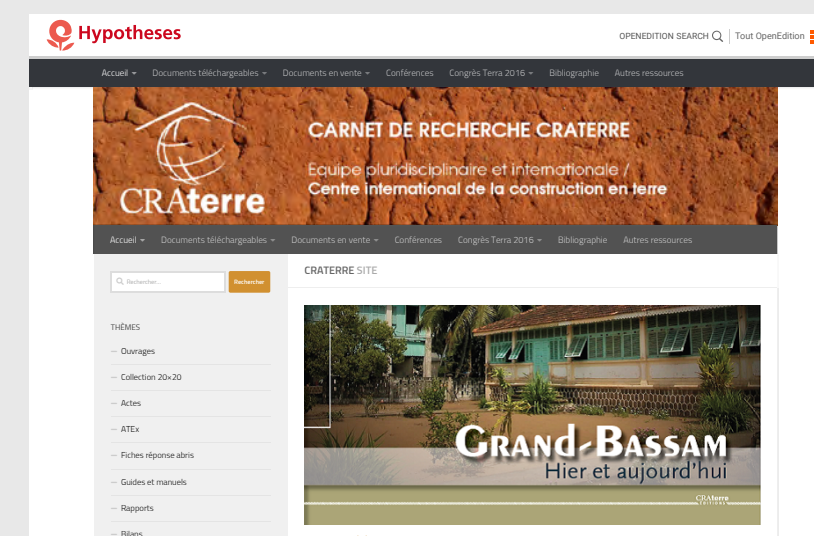 Hypotheses
OPENEDITION SEARCH
Tout OpenEdition
Accueil Documents téléchargeables Documents en vente Conférences Congrès Terra 2016 Bibliographie Autres ressources
CARNET DE RECHERCHE CRATERRE
Equipe pluridisciplinaire et internationale /
Centre international de la construction en terre
CRAterre
Accueil Documents téléchargeables Documents en vente Conférences Congrès Terra 2016 Bibliographie Autres ressources
CRATERRE SITE
Rechercher...
Rechercher
THÈMES
Ouvrages
Collection 20×20
Actes
ATEx
Fiches réponse abris
Guides et manuels
Rapports
Bilans
GRAND-BASSAM
Hier et aujourd'hui
CRAterre